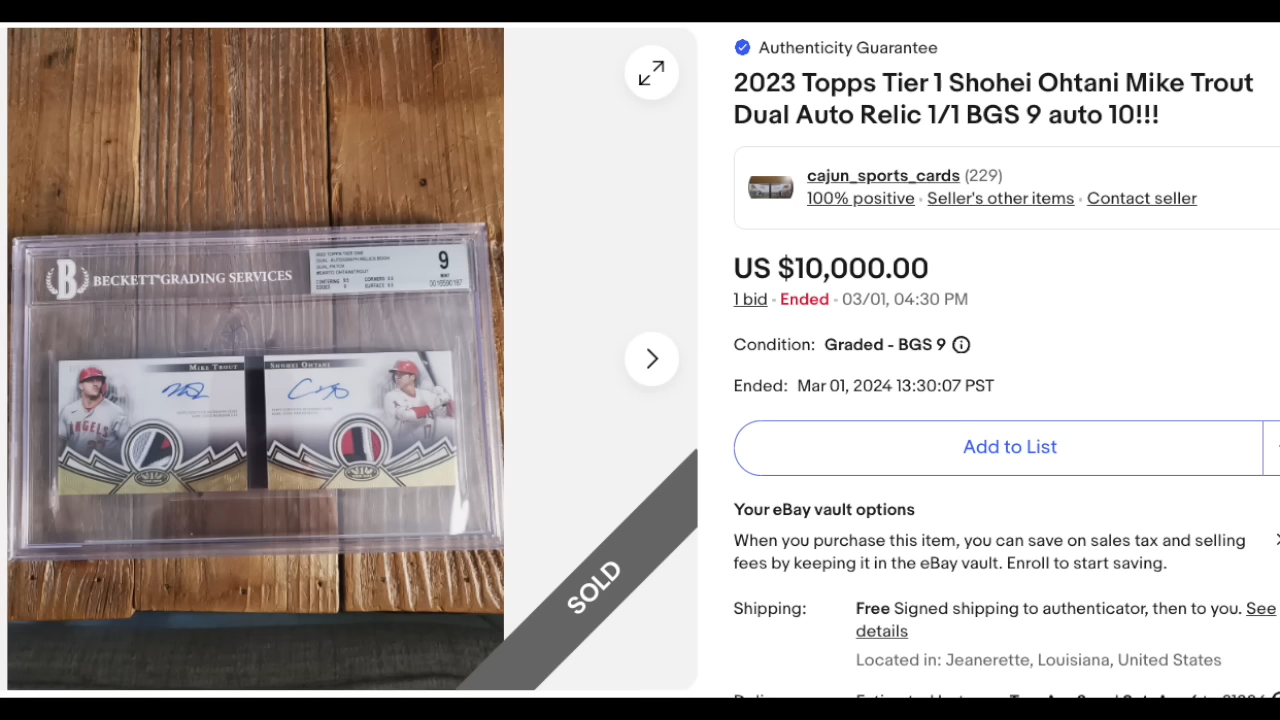 BECKETT GRADING SERVICES
9
MINT
MIKE TROUT
SHOHEI OHTANI
ANGELS
SOLD
Authenticity Guarantee
2023 Topps Tier 1 Shohei Ohtani Mike Trout
Dual Auto Relic 1/1 BGS 9 auto 10!!!
cajun_sports_cards (229)
100% positive · Seller's other items · Contact seller
US $10,000.00
1 bid · Ended · 03/01, 04:30 PM
Condition: Graded - BGS 9
Ended: Mar 01, 2024 13:30:07 PST
Add to List
Your eBay vault options
When you purchase this item, you can save on sales tax and selling
fees by keeping it in the eBay vault. Enroll to start saving.
Shipping: Free Signed shipping to authenticator, then to you. See
details
Located in: Jeanerette, Louisiana, United States